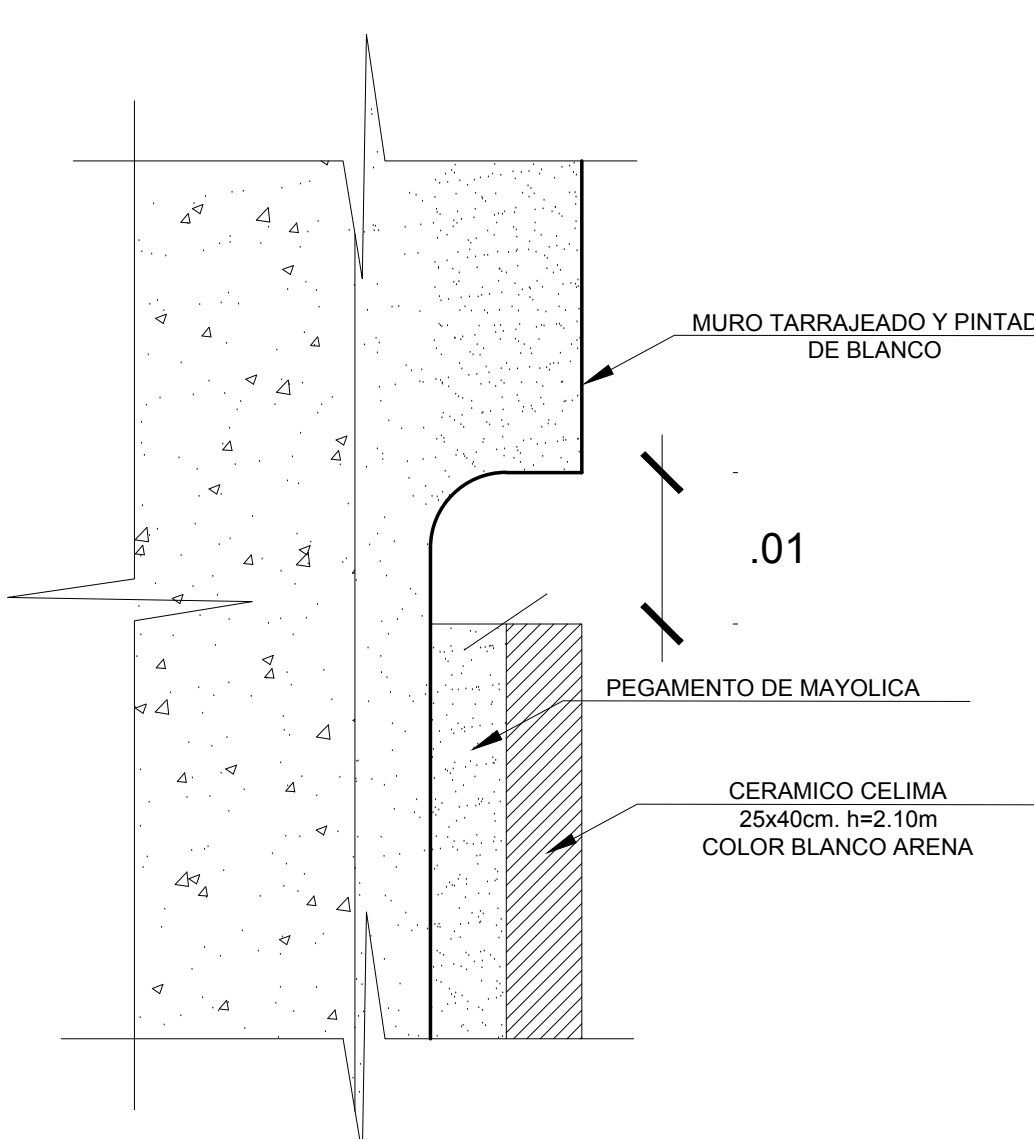 MURO TARRAJEADO Y PINTAD
DE BLANCO
.01
PEGAMENTO DE MAYOLICA
CERAMICO CELIMA
25x40cm. h=2.10m
COLOR BLANCO ARENA